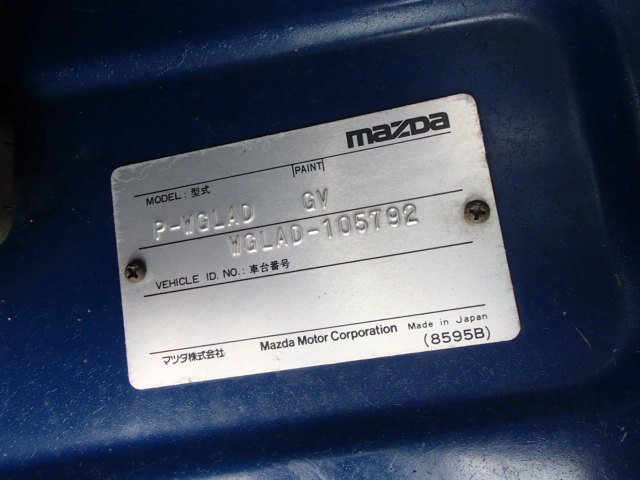 mazda
MODEL: 型式 PAINT
P-WGLAD GV
WGLAD-105792
VEHICLE ID. NO.: 車台番号
マツダ株式会社 Mazda Motor Corporation Made in Japan
(8595B)